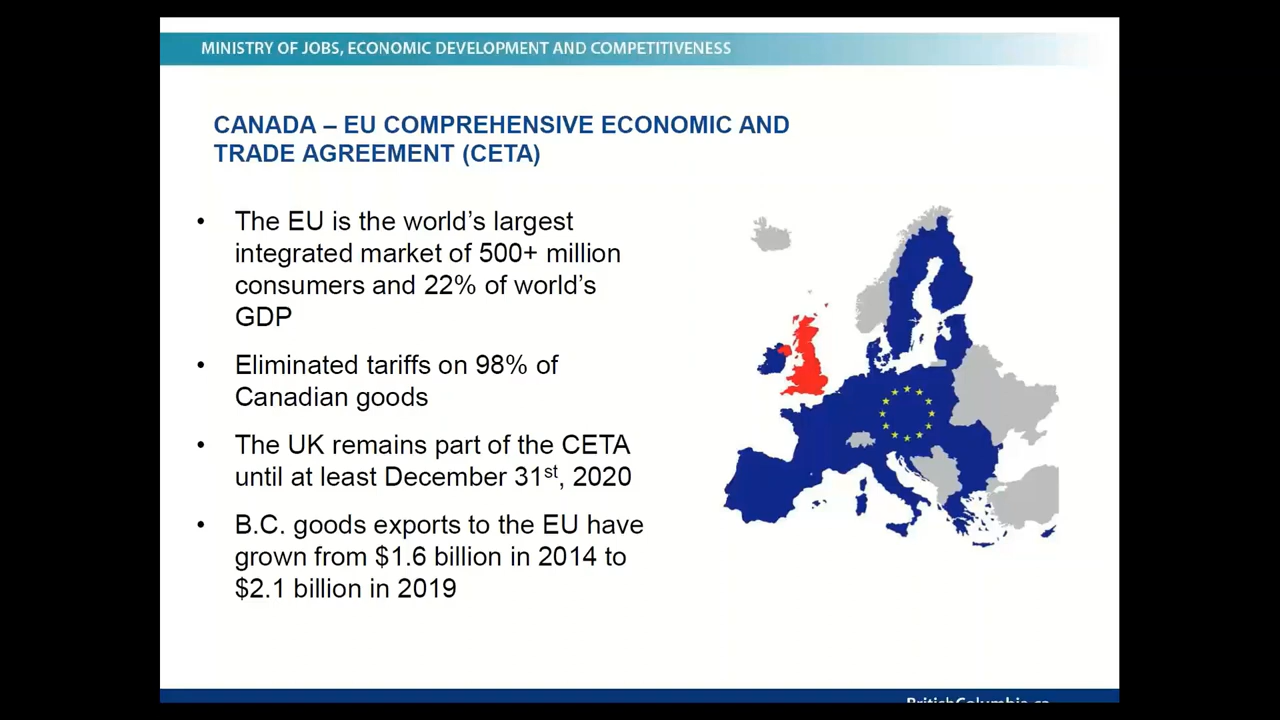 MINISTRY OF JOBS, ECONOMIC DEVELOPMENT AND COMPETITIVENESS
CANADA – EU COMPREHENSIVE ECONOMIC AND
TRADE AGREEMENT (CETA)
• The EU is the world's largest
integrated market of 500+ million
consumers and 22% of world's
GDP
• Eliminated tariffs on 98% of
Canadian goods
• The UK remains part of the CETA
until at least December 31st, 2020
• B.C. goods exports to the EU have
grown from $1.6 billion in 2014 to
$2.1 billion in 2019
BritishColumbia.ca